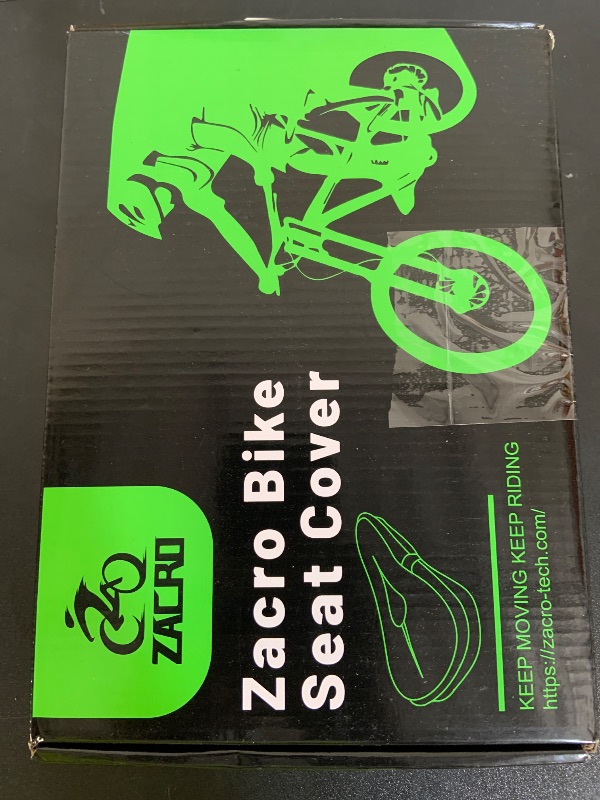 ZACRO
Zacro Bike
Seat Cover
KEEP MOVING KEEP RIDING
https://zacro-tech.com/